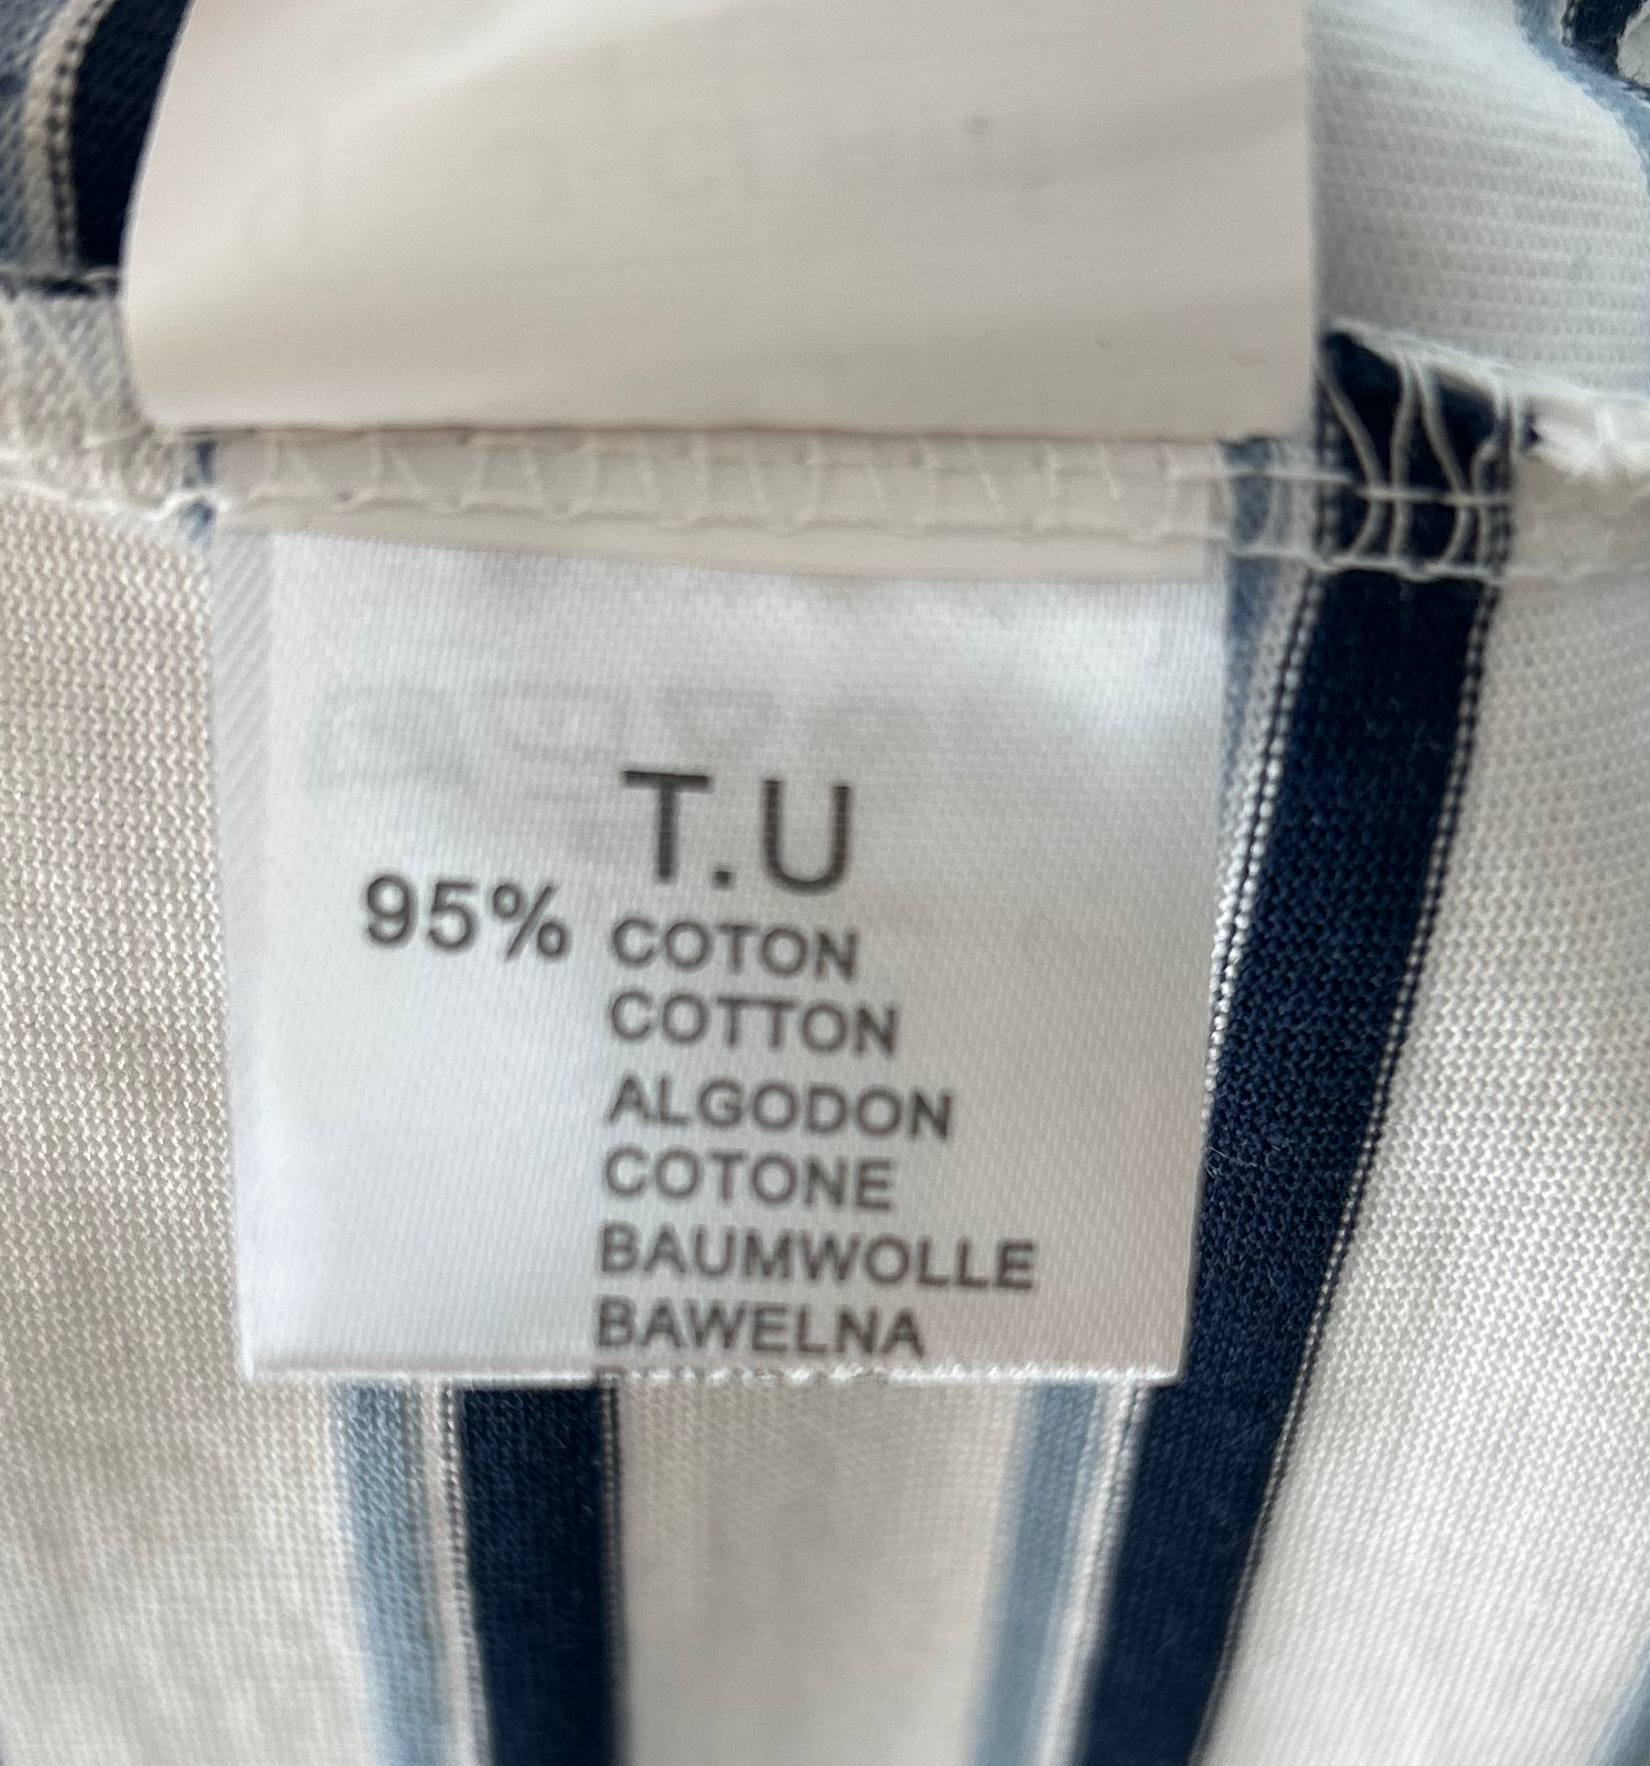 T.U
95% COTON
COTTON
ALGODON
COTONE
BAUMWOLLE
BAWELNA